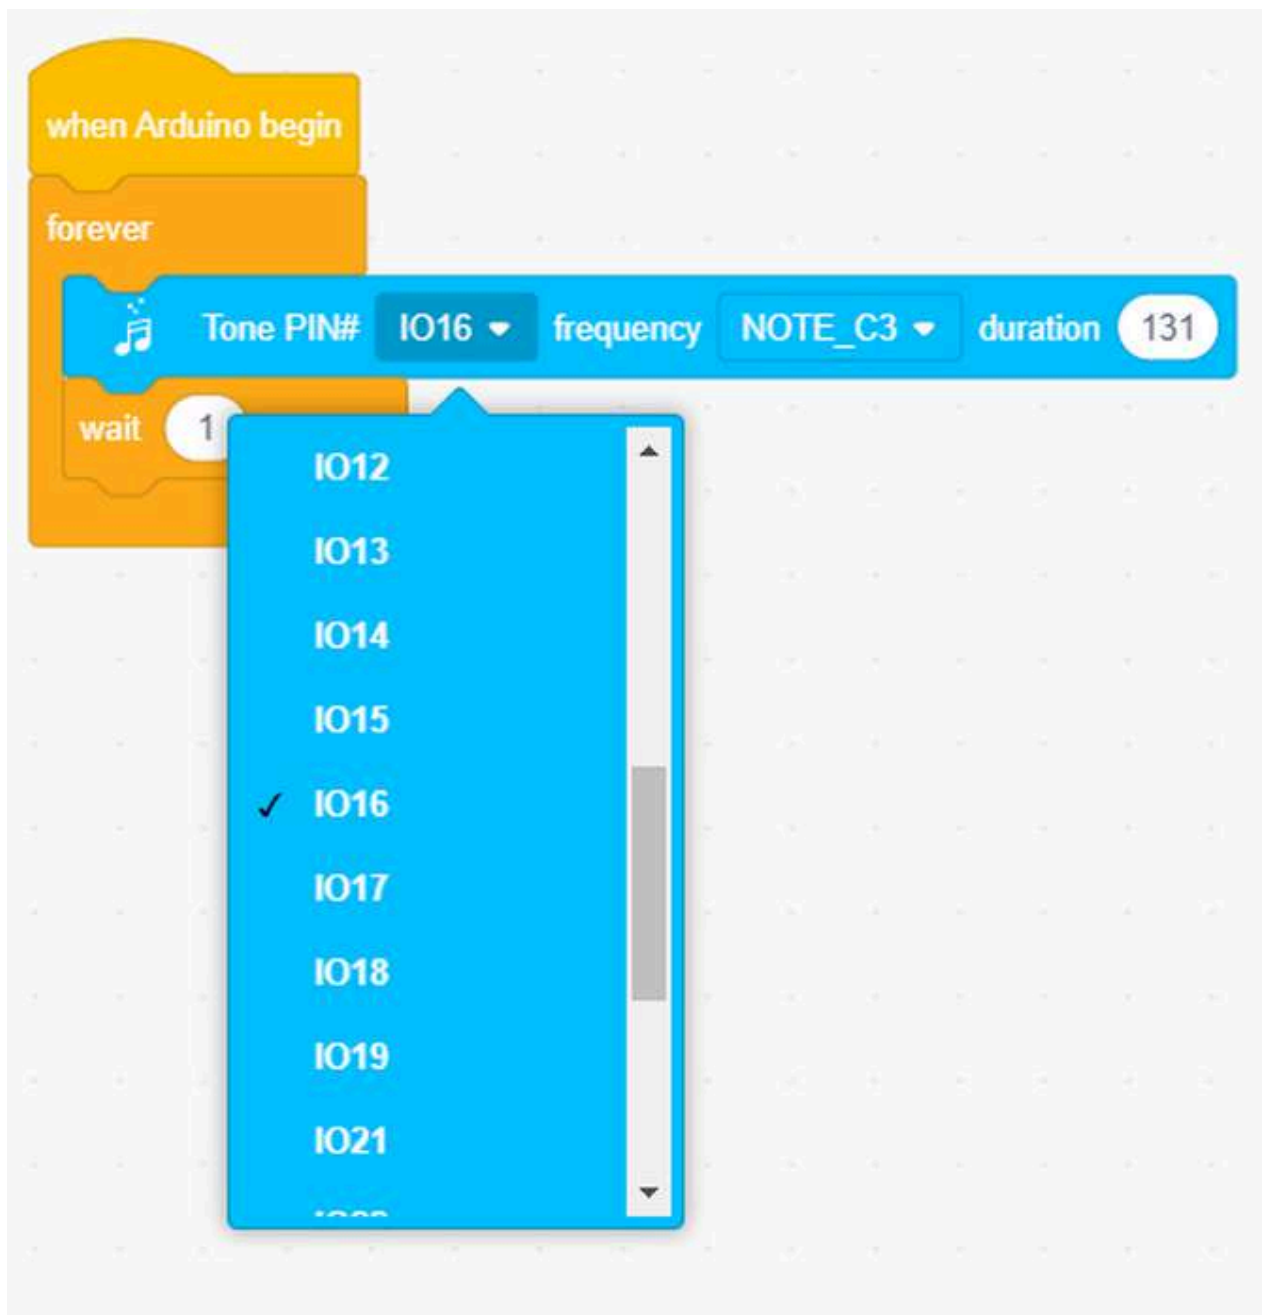 when Arduino begin
forever
Tone PIN# IO16 frequency NOTE_C3 duration 131
wait 1
IO12
IO13
IO14
IO15
✓ IO16
IO17
IO18
IO19
IO21